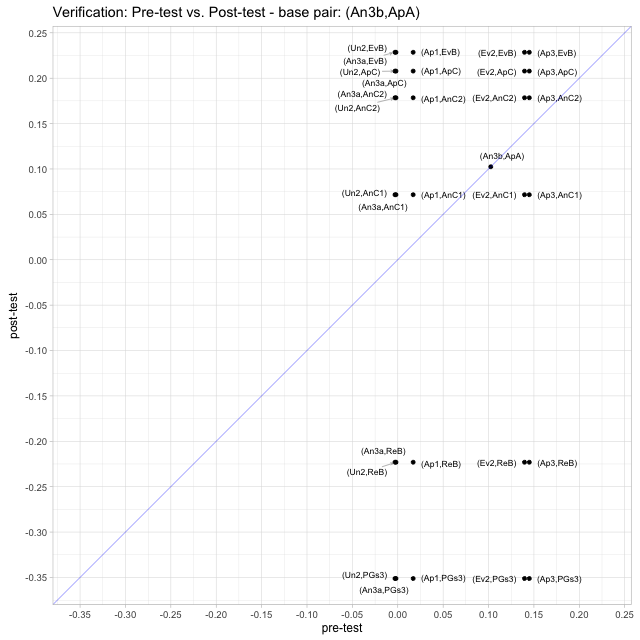 Verification: Pre-test vs. Post-test - base pair: (An3b,ApA)
0.25
(Un2,EvB)
(Ap1,EvB)
(Ev2,EvB)
(Ap3,EvB)
(An3a,EvB)
(Un2,ApC)
(Ap1,ApC)
(Ev2,ApC)
(Ap3,ApC)
0.20
(An3a,ApC)
(An3a,AnC2)
(Ap1,AnC2)
(Ev2,AnC2)
(Ap3,AnC2)
(Un2,AnC2)
0.15
(An3b,ApA)
0.10
(Un2,AnC1)
(Ap1,AnC1)
(Ev2,AnC1)
(Ap3,AnC1)
(An3a,AnC1)
0.05
0.00
-0.05
-0.10
-0.15
-0.20
(An3a,ReB)
(Ap1,ReB)
(Ev2,ReB)
(Ap3,ReB)
(Un2,ReB)
-0.25
-0.30
-0.35
(Un2,PGs3)
(Ap1,PGs3)
(Ev2,PGs3)
(Ap3,PGs3)
(An3a,PGs3)
post-test
-0.35
-0.30
-0.25
-0.20
-0.15
-0.10
-0.05
0.00
0.05
0.10
0.15
0.20
0.25
pre-test